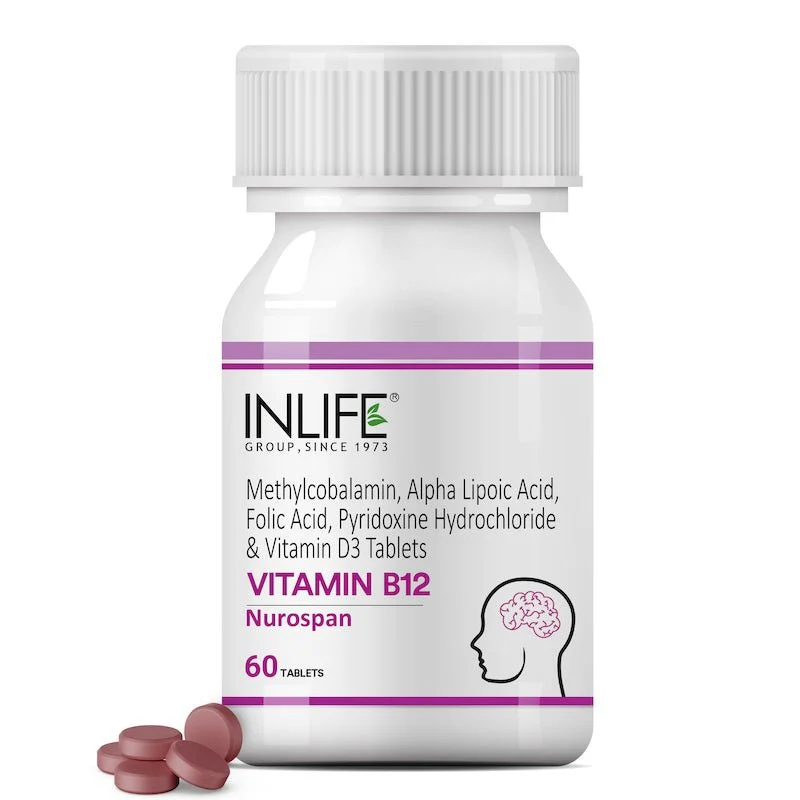 INLIFE®
GROUP, SINCE 1973
Methylcobalamin, Alpha Lipoic Acid,
Folic Acid, Pyridoxine Hydrochloride
& Vitamin D3 Tablets
VITAMIN B12
Nurospan
60 TABLETS